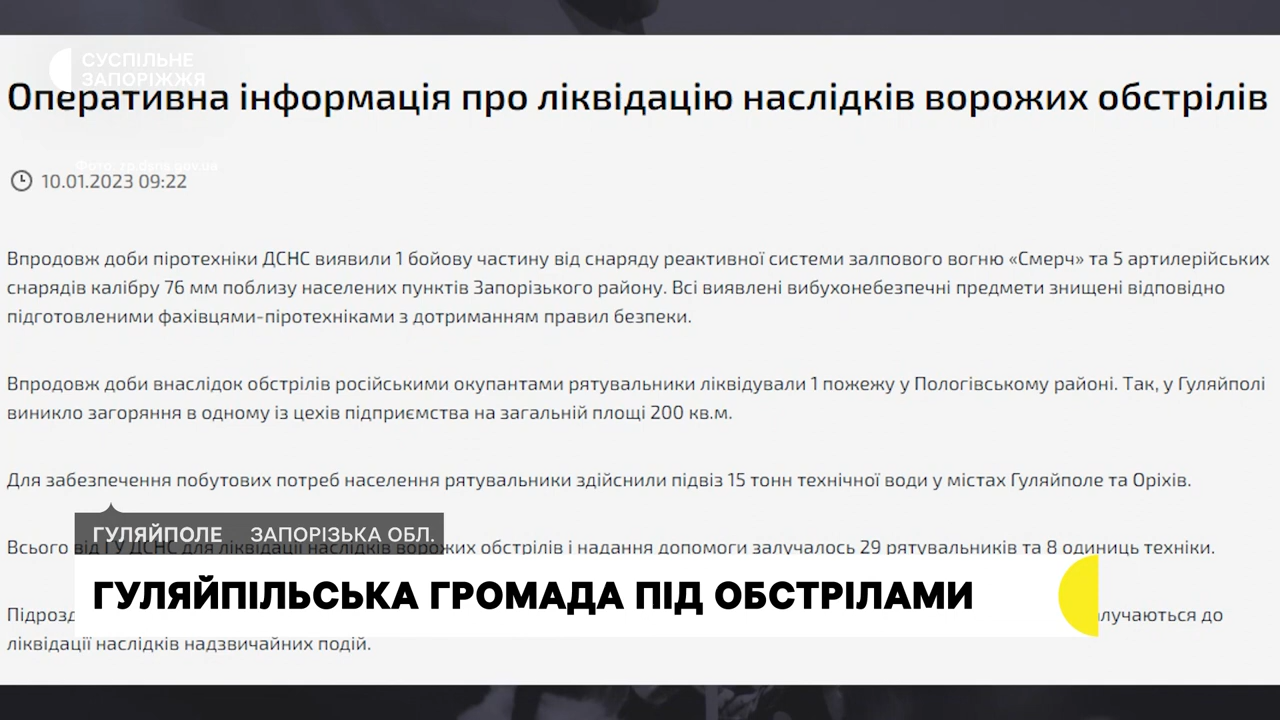 СУСПІЛЬНЕ
ЗАПОРІЖЖЯ
Оперативна інформація про ліквідацію наслідків ворожих обстрілів
Фото: zp.dsns.gov.ua
10.01.2023 09:22
Впродовж доби піротехніки ДСНС виявили 1 бойову частину від снаряду реактивної системи залпового вогню «Смерч» та 5 артилерійських
снарядів калібру 76 мм поблизу населених пунктів Запорізького району. Всі виявлені вибухонебезпечні предмети знищені відповідно
підготовленими фахівцями-піротехніками з дотриманням правил безпеки.
Впродовж доби внаслідок обстрілів російськими окупантами рятувальники ліквідували 1 пожежу у Пологівському районі. Так, у Гуляйполі
виникло загоряння в одному із цехів підприємства на загальній площі 200 кв.м.
Для забезпечення побутових потреб населення рятувальники здійснили підвіз 15 тонн технічної води у містах Гуляйполе та Оріхів.
ГУЛЯЙПОЛЕ ЗАПОРІЗЬКА ОБЛ.
Всього від ГУ ДСНС для ліквідації наслідків ворожих обстрілів і надання допомоги залучалось 29 рятувальників та 8 одиниць техніки.
ГУЛЯЙПІЛЬСЬКА ГРОМАДА ПІД ОБСТРІЛАМИ
до
ліквідації наслідків надзвичайних подій.